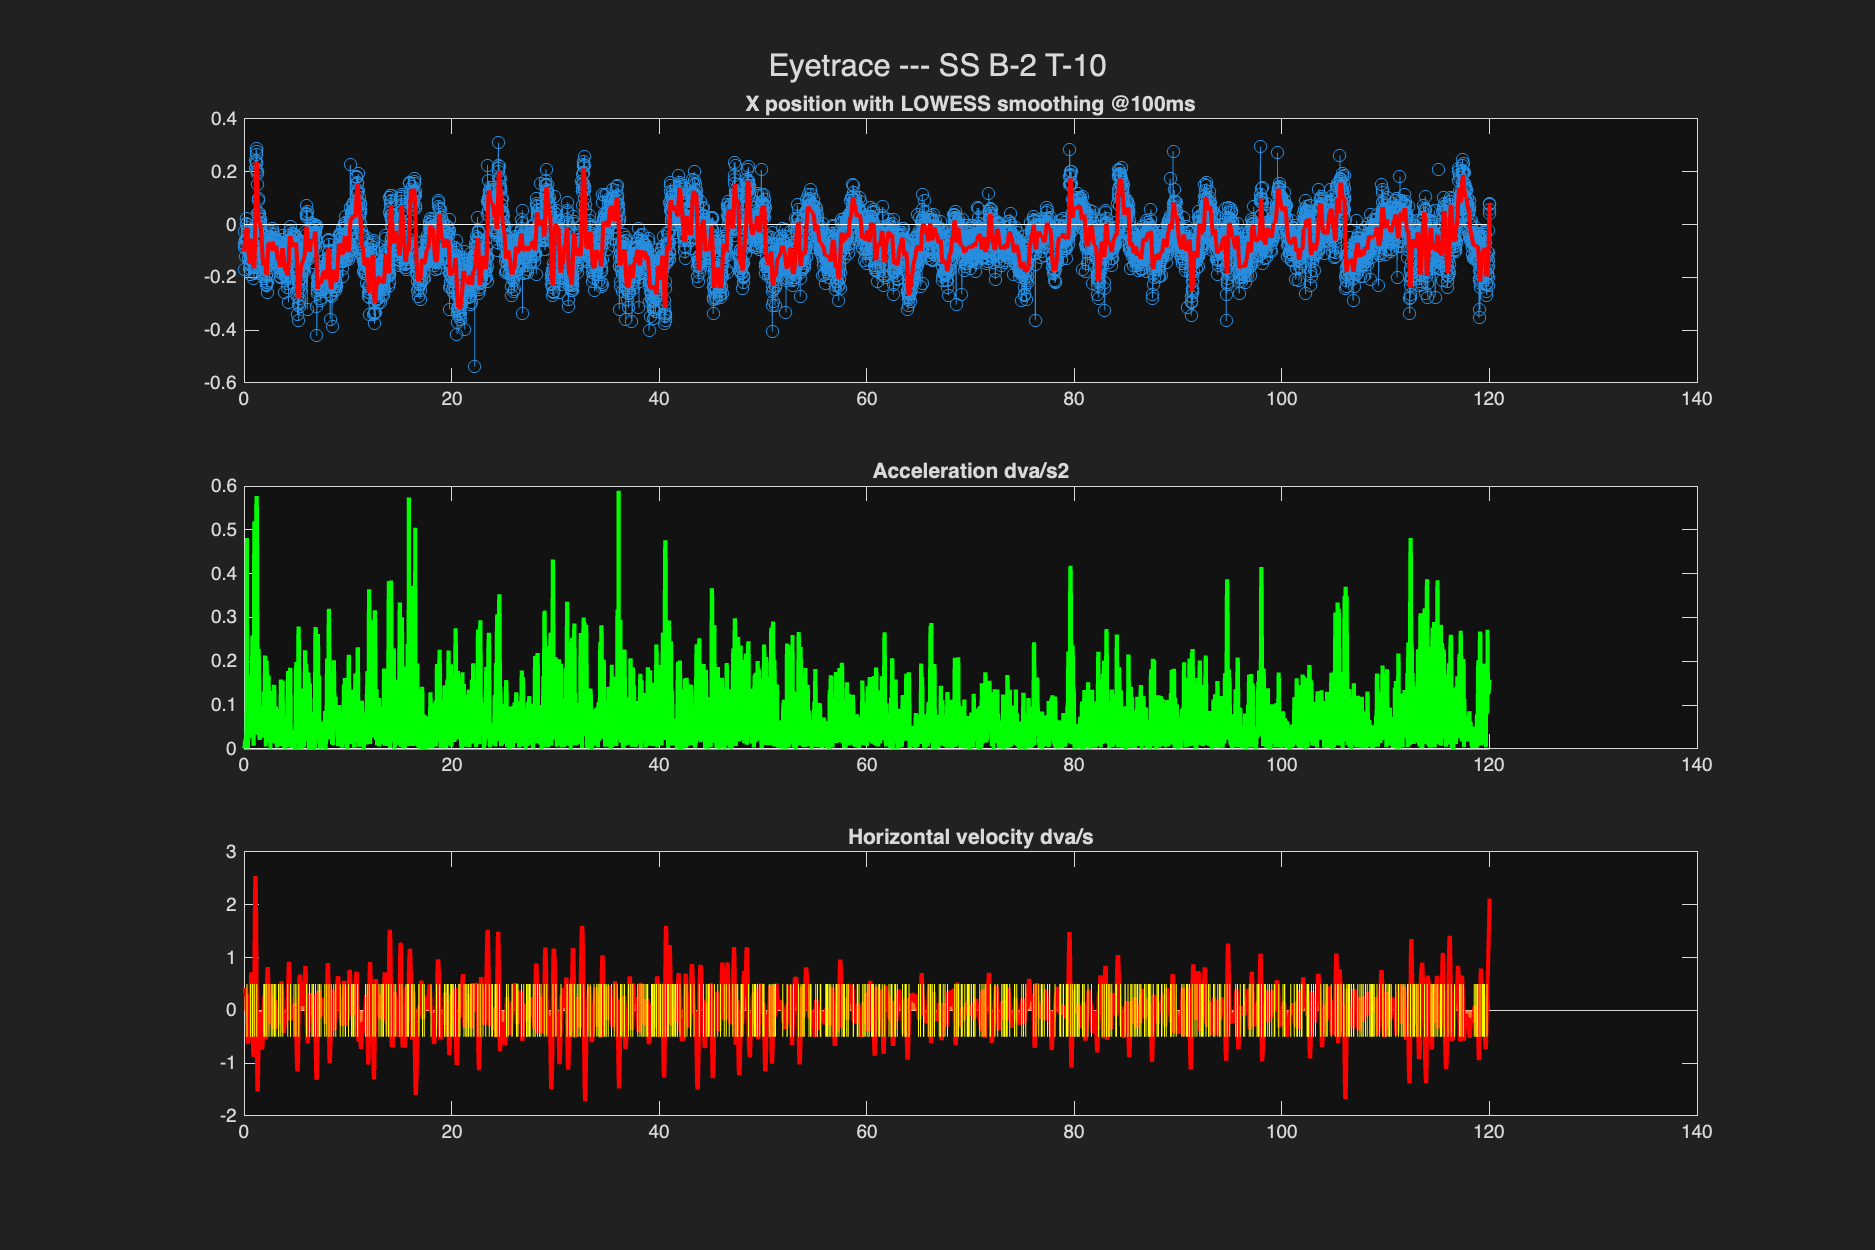 Eyetrace --- SS B-2 T-10
X position with LOWESS smoothing @100ms
0.4
0.2
0
-0.2
-0.4
-0.6
0 20 40 60 80 100 120 140
Acceleration dva/s2
0.6
0.5
0.4
0.3
0.2
0.1
0
0 20 40 60 80 100 120 140
Horizontal velocity dva/s
3
2
1
0
-1
-2
0 20 40 60 80 100 120 140